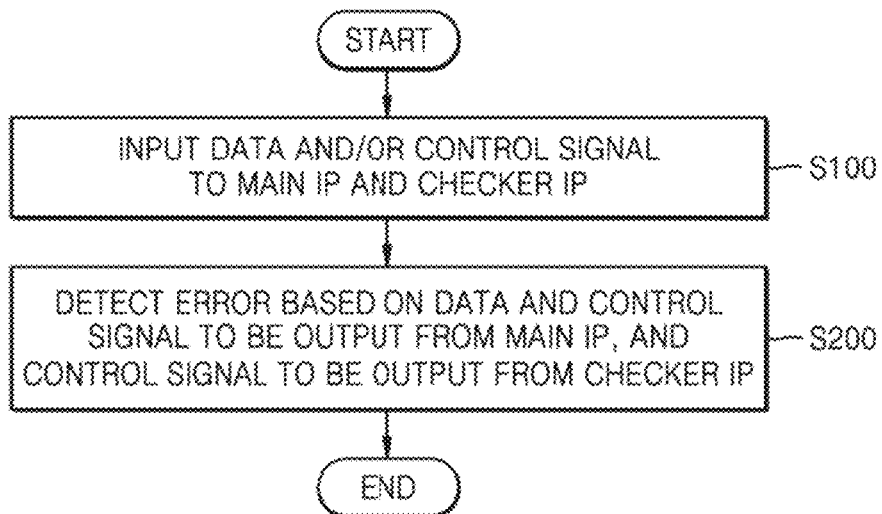 START
INPUT DATA AND/OR CONTROL SIGNAL
TO MAIN IP AND CHECKER IP
S100
DETECT ERROR BASED ON DATA AND CONTROL
SIGNAL TO BE OUTPUT FROM MAIN IP, AND
CONTROL SIGNAL TO BE OUTPUT FROM CHECKER IP
S200
END